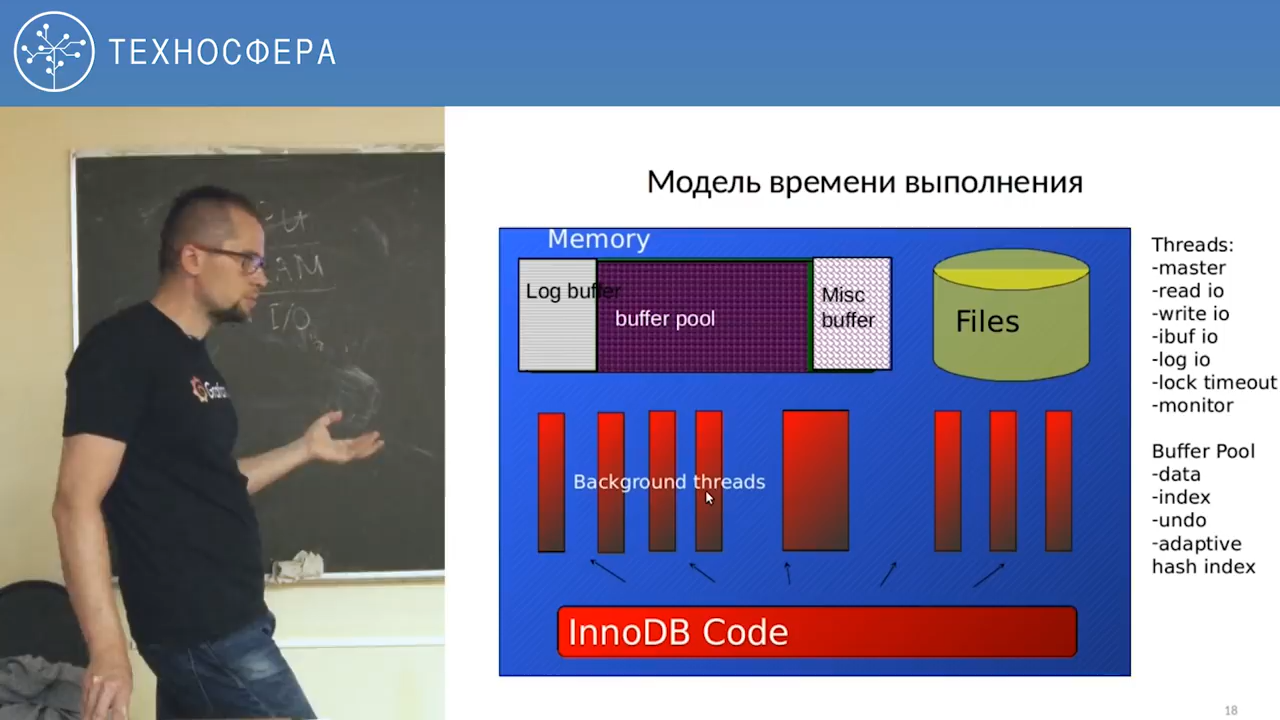 ТЕХНОСФЕРА
Модель времени выполнения
Memory
Log buffer
buffer pool
Misc
buffer
Files
Background threads
InnoDB Code
Threads:
-master
-read io
-write io
-ibuf io
-log io
-lock timeout
-monitor
Buffer Pool
-data
-index
-undo
-adaptive
hash index
I/O
18